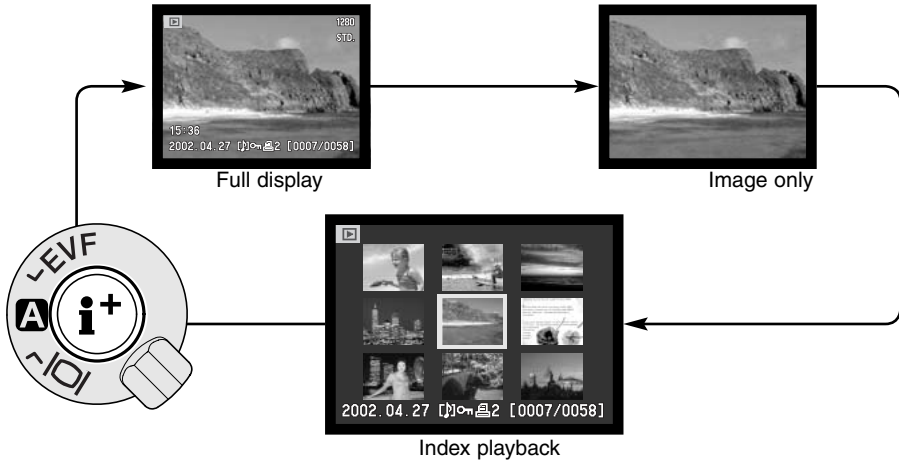 1280
STD.
15:36
2002.04.27 [♪] 2 [0007/0058]
Full display
Image only
EVF
A
i+
2002.04.27 [♪] 2 [0007/0058]
Index playback